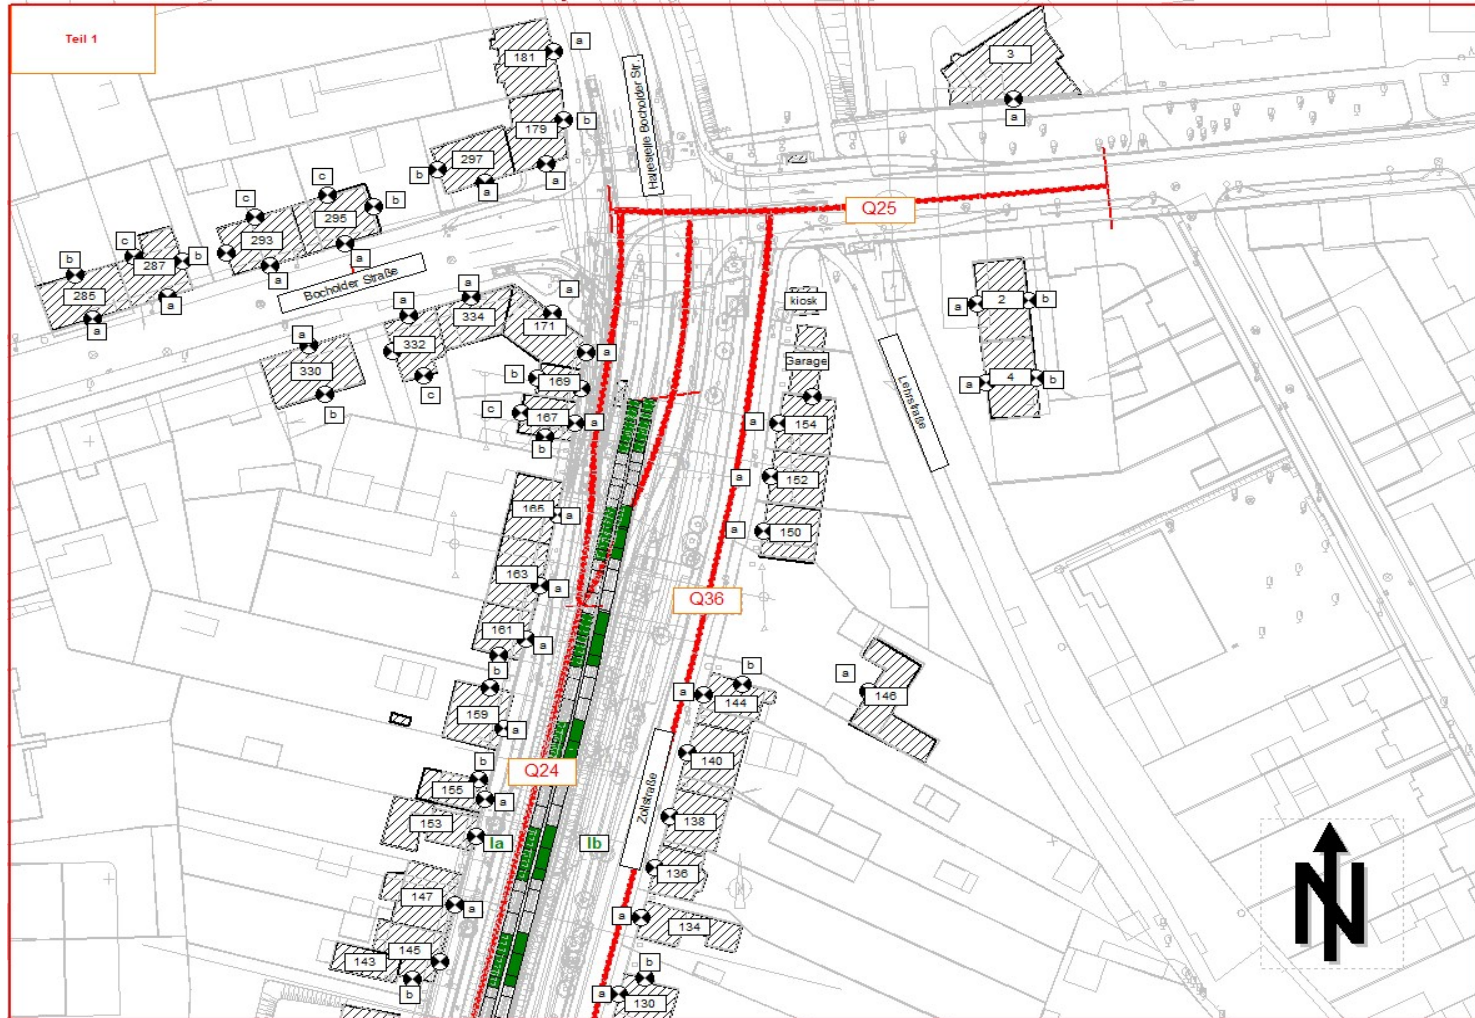 Teil 1
181
a
Haltestelle Bocholder Str.
3
a
179
b
a
297
b
a
295
c
b
a
293
c
a
287
c
b
a
285
b
a
Bocholder Straße
Q25
334
a
171
a
a
332
a
c
330
a
b
169
b
167
c
a
b
kiosk
Garage
Lehrstraße
2
a
b
4
a
b
154
a
152
a
150
a
165
a
163
a
161
a
b
Q36
159
a
144
a
b
146
a
140
Zollstraße
Q24
155
b
a
153
138
Ia
Ib
136
147
a
134
a
145
143
b
130
a
b
N